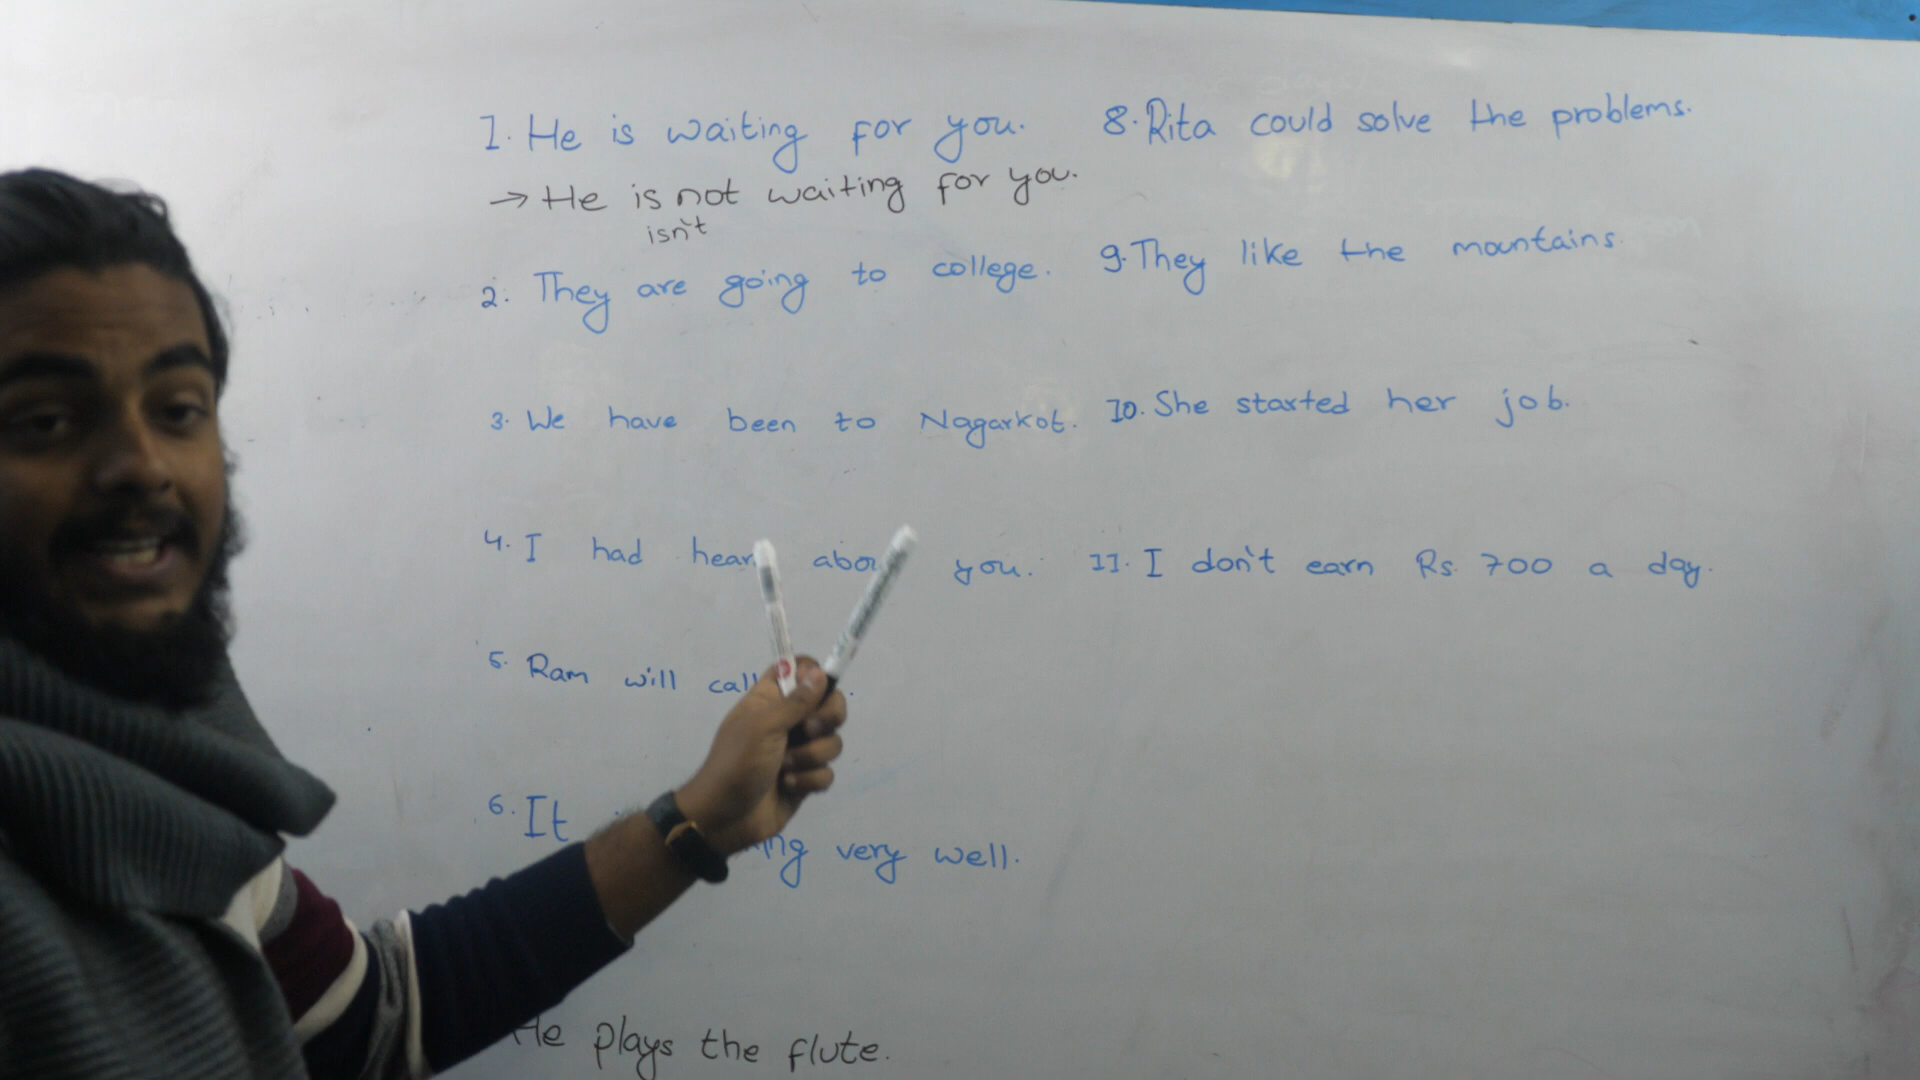 1. He is waiting for you.
→ He is not waiting for you.
isn't
2. They are going to college.
3. We have been to Nagarkot.
4. I had about you.
5. Ram will call
6. It
very well.
He plays the flute.
8. Rita could solve the problems.
9. They like the mountains.
10. She started her job.
11. I don't earn Rs. 700 a day.